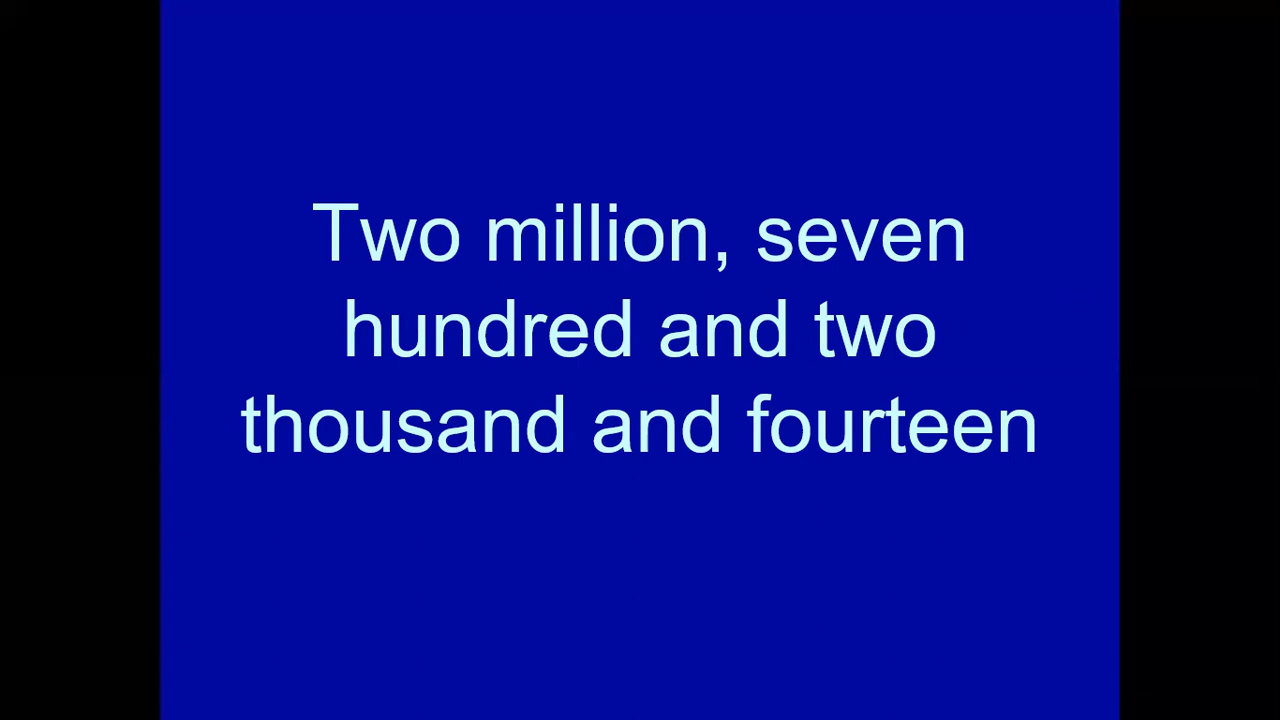 Two million, seven
hundred and two
thousand and fourteen